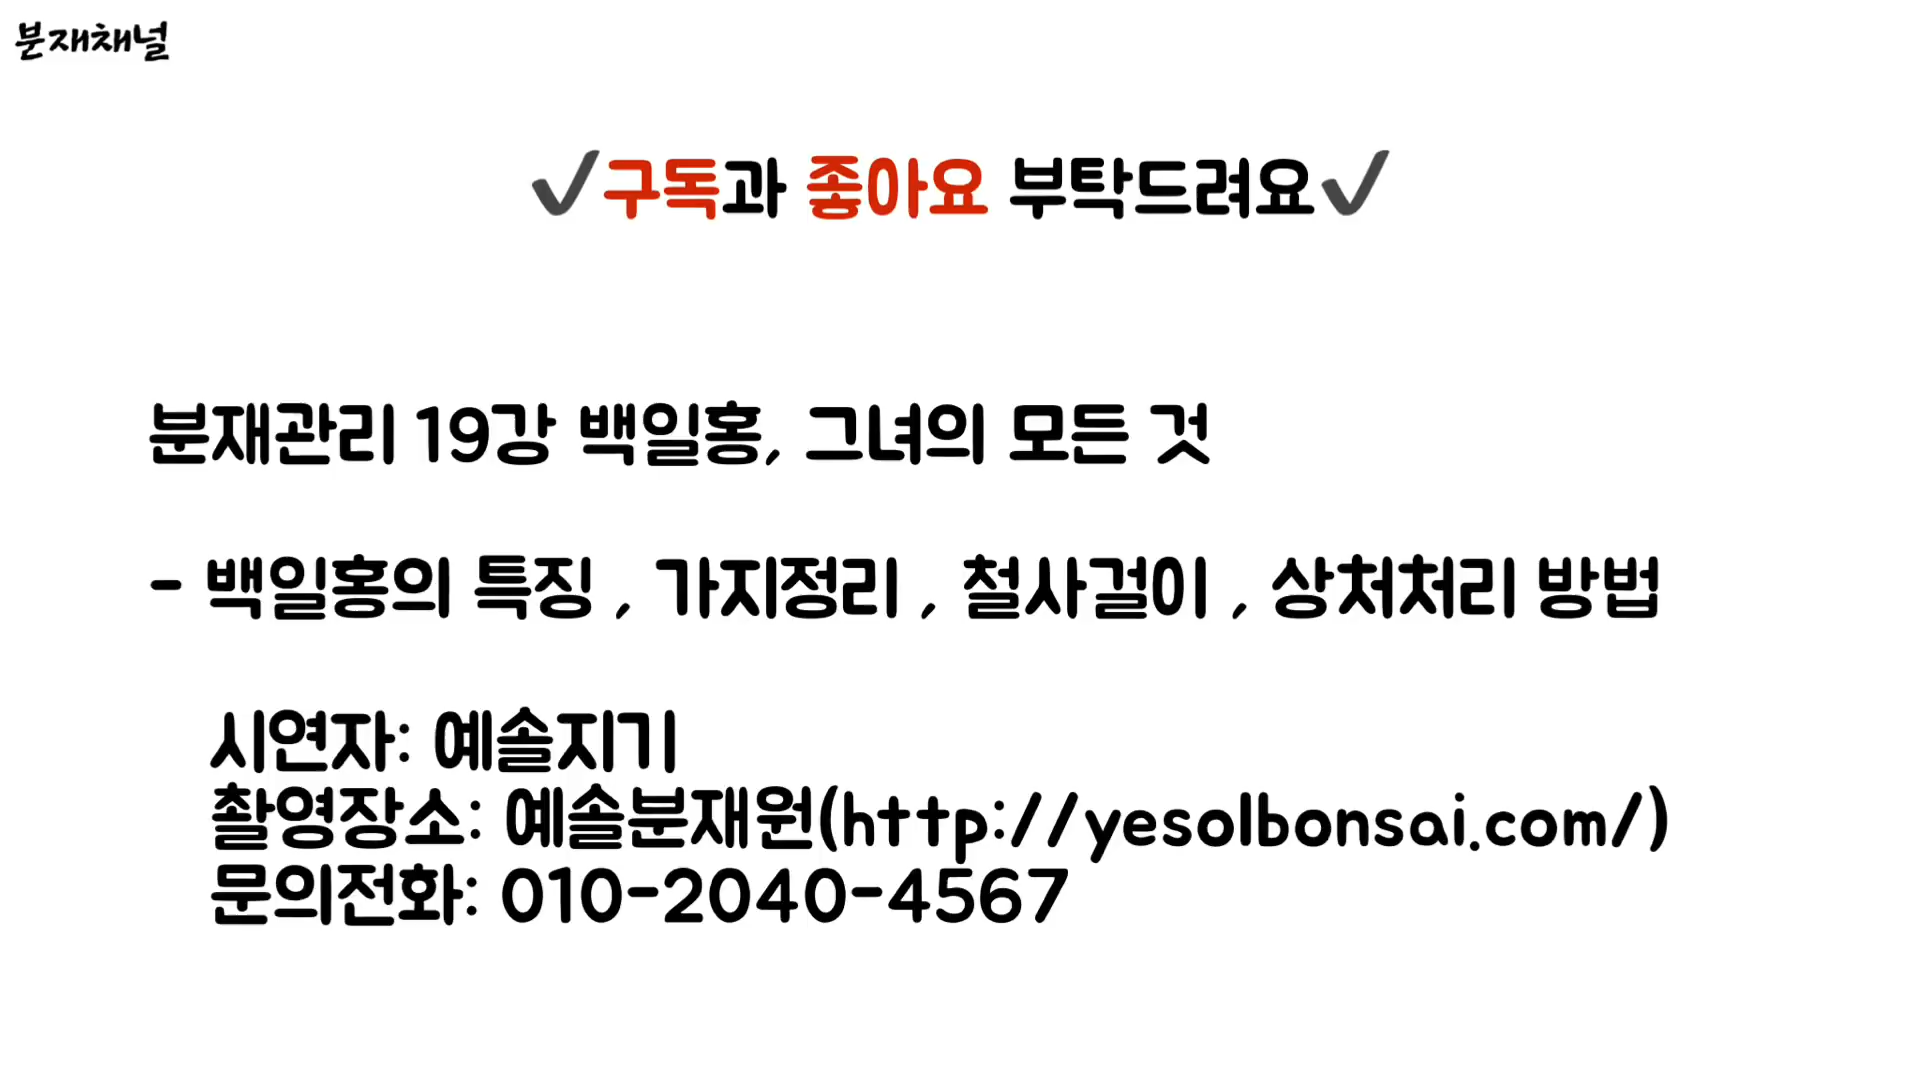 분재채널
✓구독과 좋아요 부탁드려요✓
분재관리 19강 백일홍, 그녀의 모든 것
- 백일홍의 특징 , 가지정리 , 철사걸이 , 상처처리 방법
시연자: 예솔지기
촬영장소: 예솔분재원(http://yesolbonsai.com/)
문의전화: 010-2040-4567